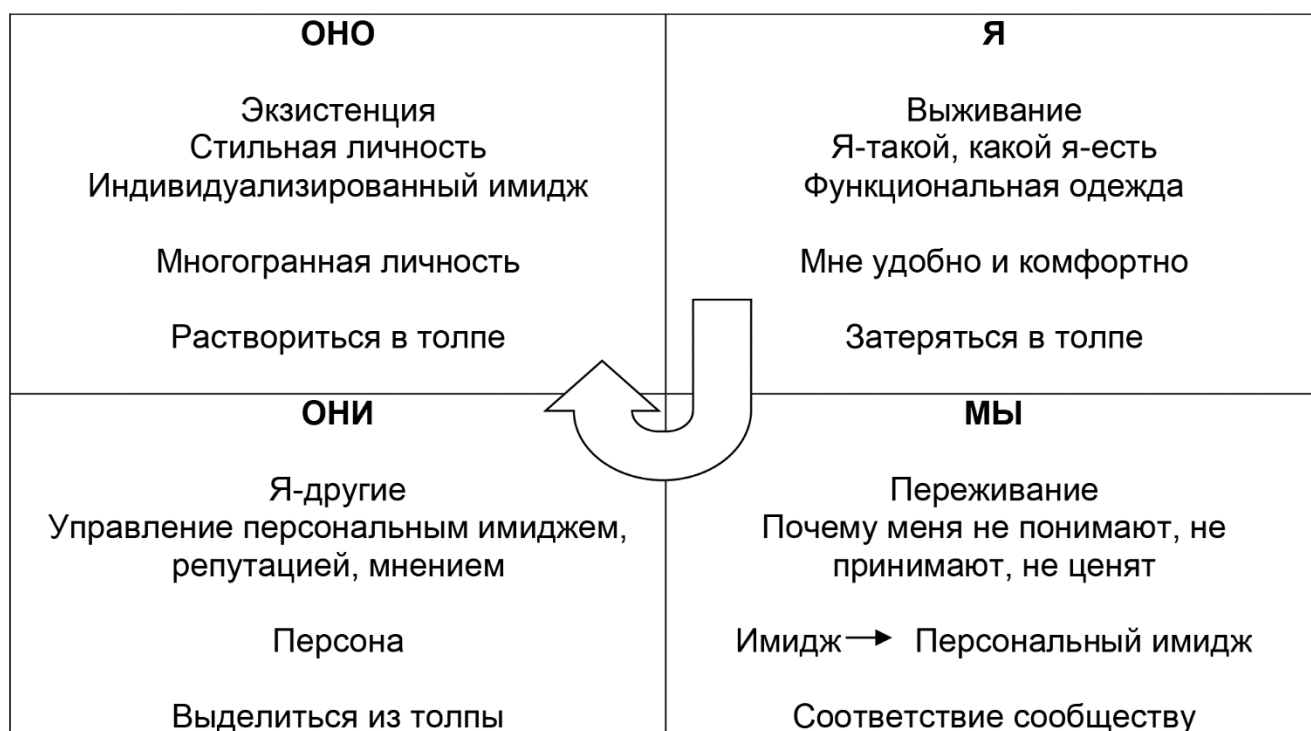 ОНО
Экзистенция
Стильная личность
Индивидуализированный имидж
Многогранная личность
Раствориться в толпе
Я
Выживание
Я-такой, какой я-есть
Функциональная одежда
Мне удобно и комфортно
Затеряться в толпе
ОНИ
Я-другие
Управление персональным имиджем,
репутацией, мнением
Персона
Выделиться из толпы
МЫ
Переживание
Почему меня не понимают, не
принимают, не ценят
Имидж → Персональный имидж
Соответствие сообществу